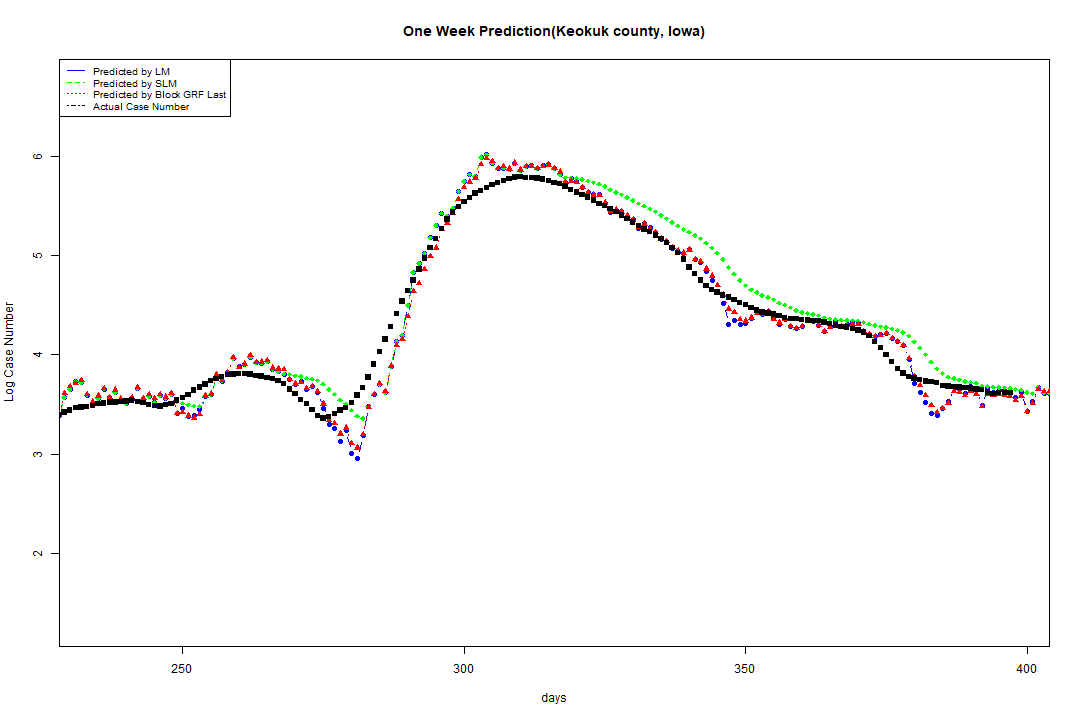 One Week Prediction(Keokuk county, Iowa)
Predicted by LM
Predicted by SLM
Predicted by Block GRF Last
Actual Case Number
6
5
4
3
2
Log Case Number
250 300 350 400
days